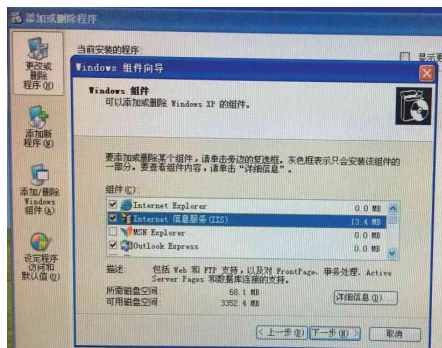 添加或删除程序
更改或
删除
程序(H)
添加新
程序(N)
添加/删除
Windows
组件(A)
设定程序
访问和
默认值(O)
当前安装的程序:
Windows 组件向导
Windows 组件
可以添加或删除 Windows XP 的组件。
要添加或删除某个组件，请单击旁边的复选框。灰色框表示只会安装该组件的
一部分。要查看组件内容，请单击“详细信息”。
组件(C):
Internet Explorer 0.0 MB
Internet 信息服务(IIS) 13.4 MB
MSN Explorer 0.0 MB
Outlook Express 0.0 MB
描述: 包括 Web 和 FTP 支持，以及对 FrontPage、事务处理、Active
Server Pages 和数据库连接的支持。
所需磁盘空间: 68.1 MB
可用磁盘空间: 3352.4 MB
详细信息(D)...
< 上一步(B)
下一步(N) >
取消